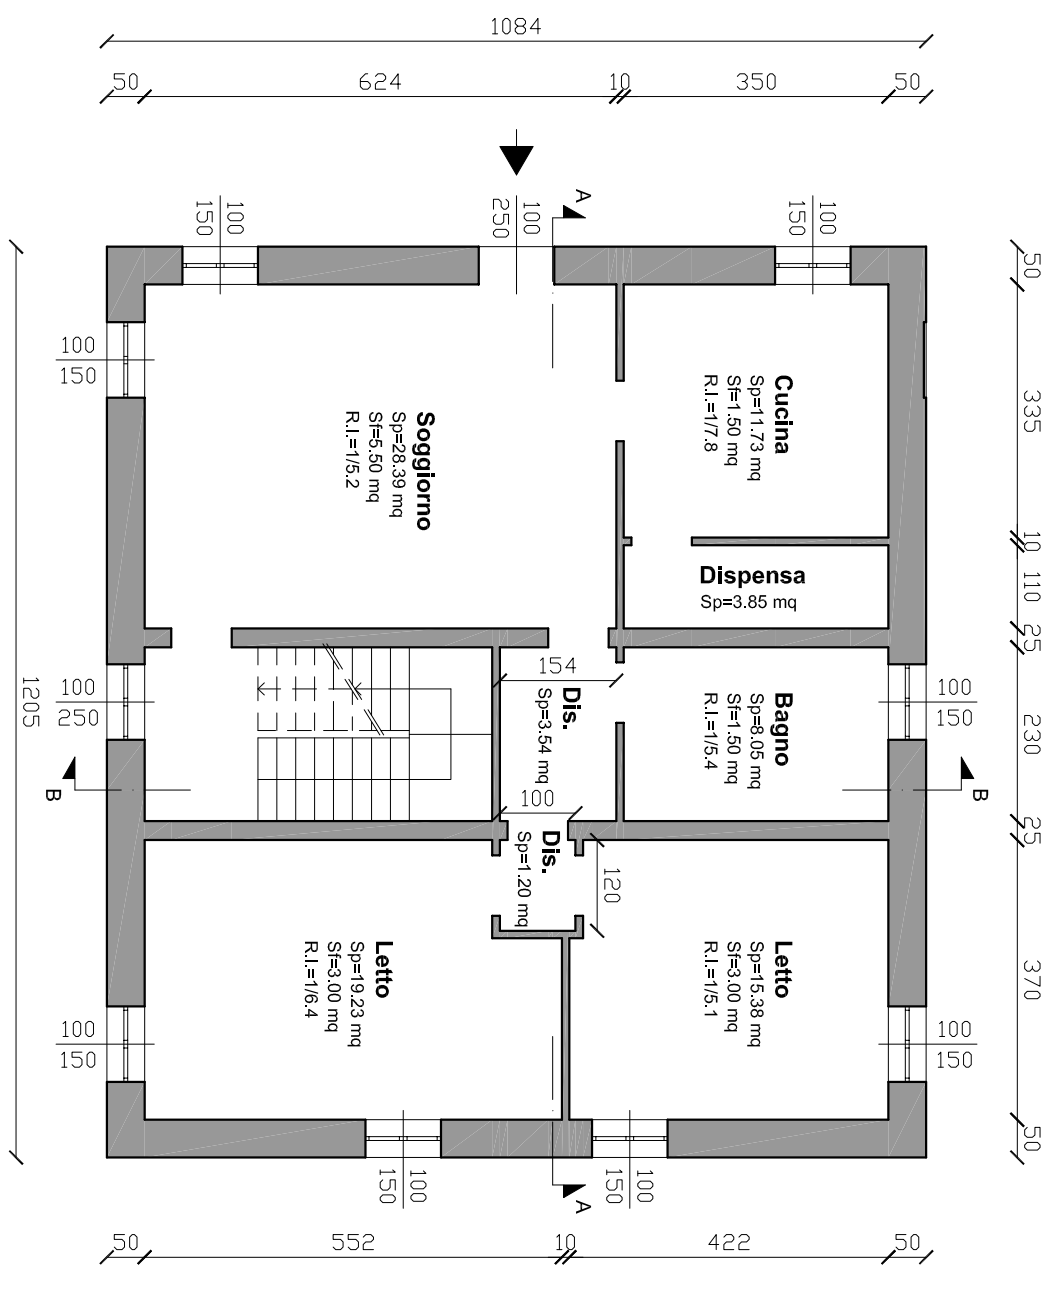 1084
50
624
10
350
50
A
100
150
100
250
100
150
50
335
10
110
25
230
25
370
50
1205
100
150
Soggiorno
Sp=28.39 mq
Sf=5.50 mq
R.I.=1/5.2
Cucina
Sp=11.73 mq
Sf=1.50 mq
R.I.=1/7.8
Dispensa
Sp=3.85 mq
100
250
154
Dis.
Sp=3.54 mq
Bagno
Sp=8.05 mq
Sf=1.50 mq
R.I.=1/5.4
100
150
B
B
100
Dis.
Sp=1.20 mq
120
Letto
Sp=19.23 mq
Sf=3.00 mq
R.I.=1/6.4
Letto
Sp=15.38 mq
Sf=3.00 mq
R.I.=1/5.1
100
150
100
150
100
150
100
150
A
50
552
10
422
50